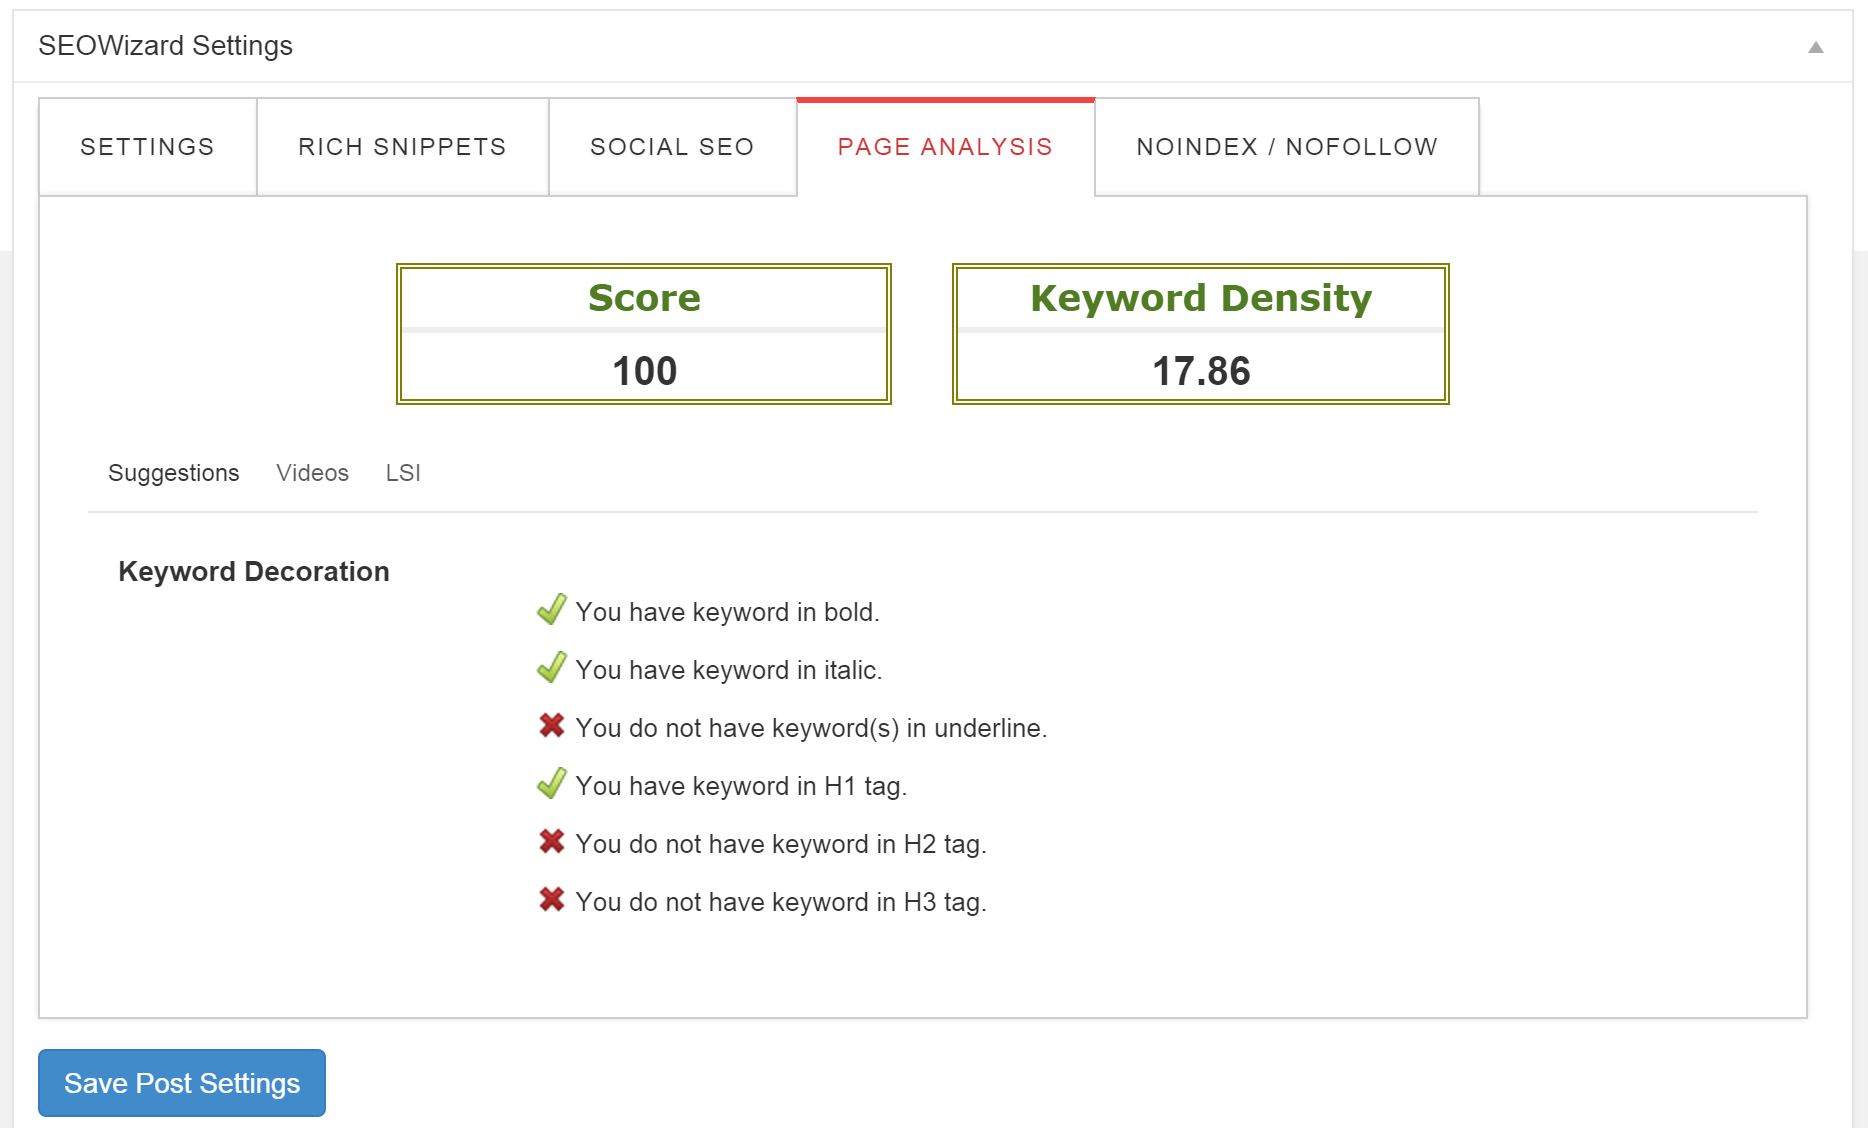 SEOWizard Settings
SETTINGS
RICH SNIPPETS
SOCIAL SEO
PAGE ANALYSIS
NOINDEX / NOFOLLOW
Score
100
Keyword Density
17.86
Suggestions
Videos
LSI
Keyword Decoration
You have keyword in bold.
You have keyword in italic.
You do not have keyword(s) in underline.
You have keyword in H1 tag.
You do not have keyword in H2 tag.
You do not have keyword in H3 tag.
Save Post Settings